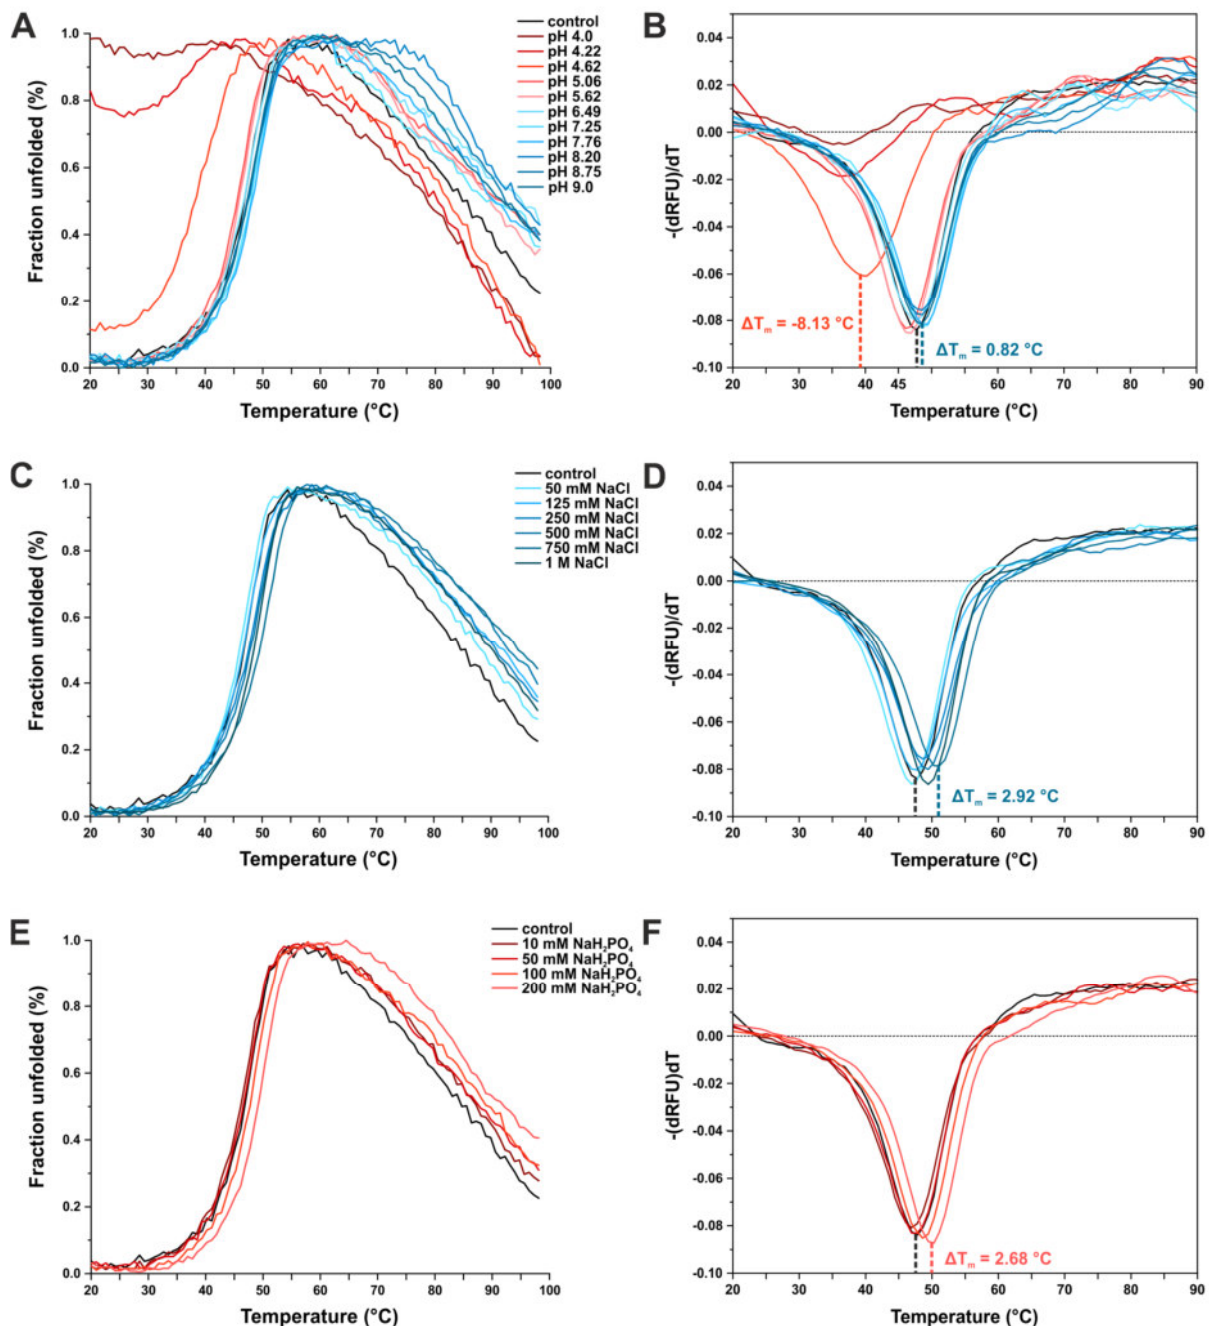 A
control
pH 4.0
pH 4.22
pH 4.62
pH 5.06
pH 5.62
pH 6.49
pH 7.25
pH 7.76
pH 8.20
pH 8.75
pH 9.0
Fraction unfolded (%)
1.0
0.8
0.6
0.4
0.2
0.0
20 30 40 50 60 70 80 90 100
Temperature (°C)
B
-(dRFU)/dT
0.04
0.02
0.00
-0.02
-0.04
-0.06
-0.08
-0.10
ΔTm = -8.13 °C
ΔTm = 0.82 °C
20 30 40 45 50 60 70 80 90
Temperature (°C)
C
control
50 mM NaCl
125 mM NaCl
250 mM NaCl
500 mM NaCl
750 mM NaCl
1 M NaCl
Fraction unfolded (%)
1.0
0.8
0.6
0.4
0.2
0.0
20 30 40 50 60 70 80 90 100
Temperature (°C)
D
-(dRFU)/dT
0.04
0.02
0.00
-0.02
-0.04
-0.06
-0.08
-0.10
ΔTm = 2.92 °C
20 30 40 50 60 70 80 90
Temperature (°C)
E
control
10 mM NaH₂PO₄
50 mM NaH₂PO₄
100 mM NaH₂PO₄
200 mM NaH₂PO₄
Fraction unfolded (%)
1.0
0.8
0.6
0.4
0.2
0.0
20 30 40 50 60 70 80 90 100
Temperature (°C)
F
-(dRFU)dT
0.04
0.02
0.00
-0.02
-0.04
-0.06
-0.08
-0.10
ΔTm = 2.68 °C
20 30 40 50 60 70 80 90
Temperature (°C)